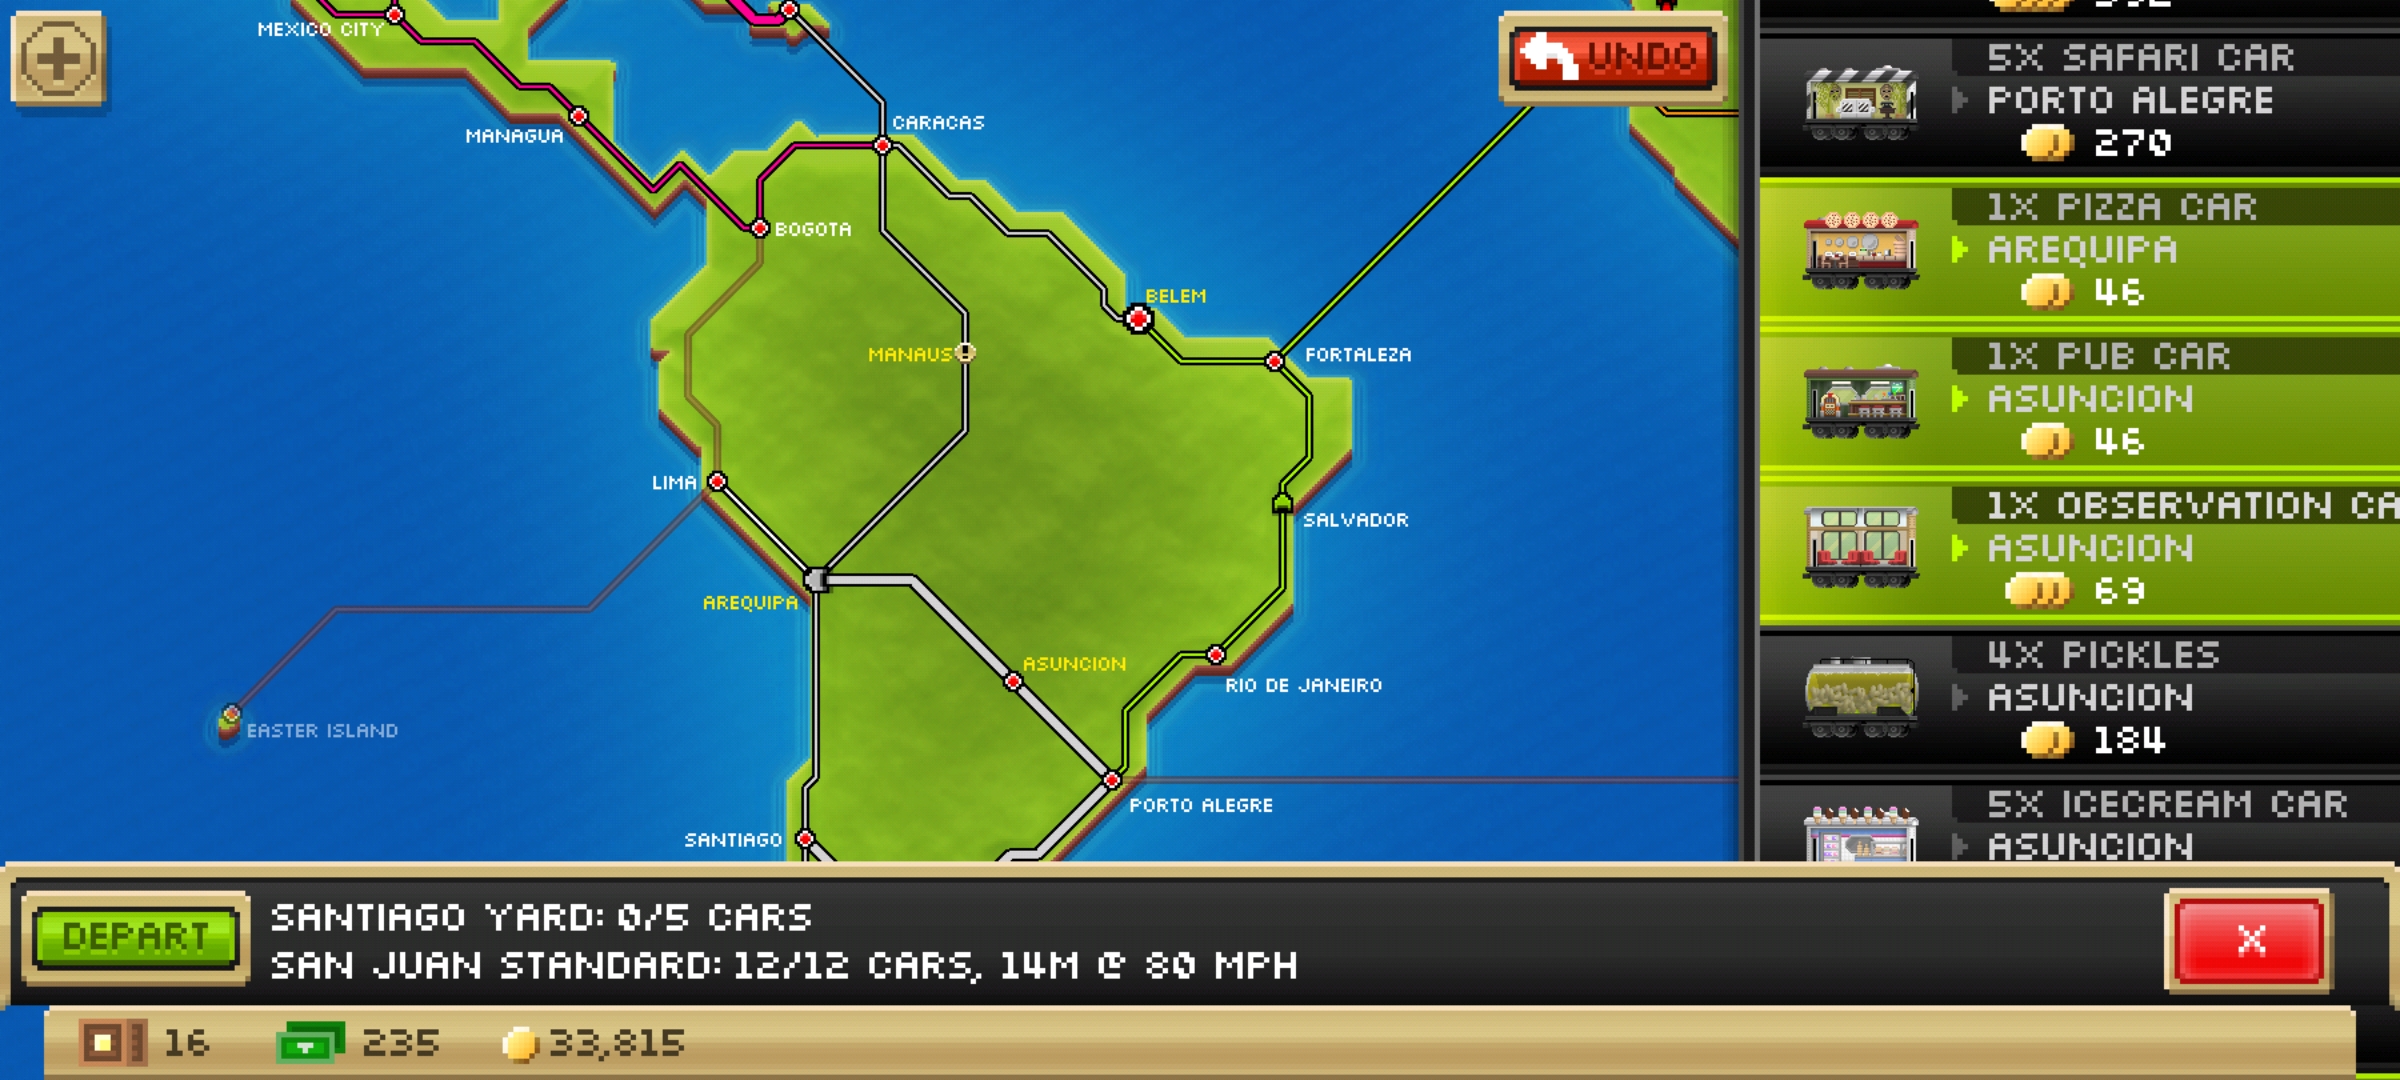 MEXICO CITY
MANAGUA
CARACAS
BOGOTA
BELEM
MANAUS
FORTALEZA
LIMA
SALVADOR
AREQUIPA
ASUNCION
RIO DE JANEIRO
EASTER ISLAND
PORTO ALEGRE
SANTIAGO
UNDO
5X SAFARI CAR
PORTO ALEGRE
270
1X PIZZA CAR
AREQUIPA
46
1X PUB CAR
ASUNCION
46
1X OBSERVATION CA
ASUNCION
69
4X PICKLES
ASUNCION
184
5X ICECREAM CAR
ASUNCION
DEPART
SANTIAGO YARD: 0/5 CARS
SAN JUAN STANDARD: 12/12 CARS, 14M @ 80 MPH
X
16
235
33,815